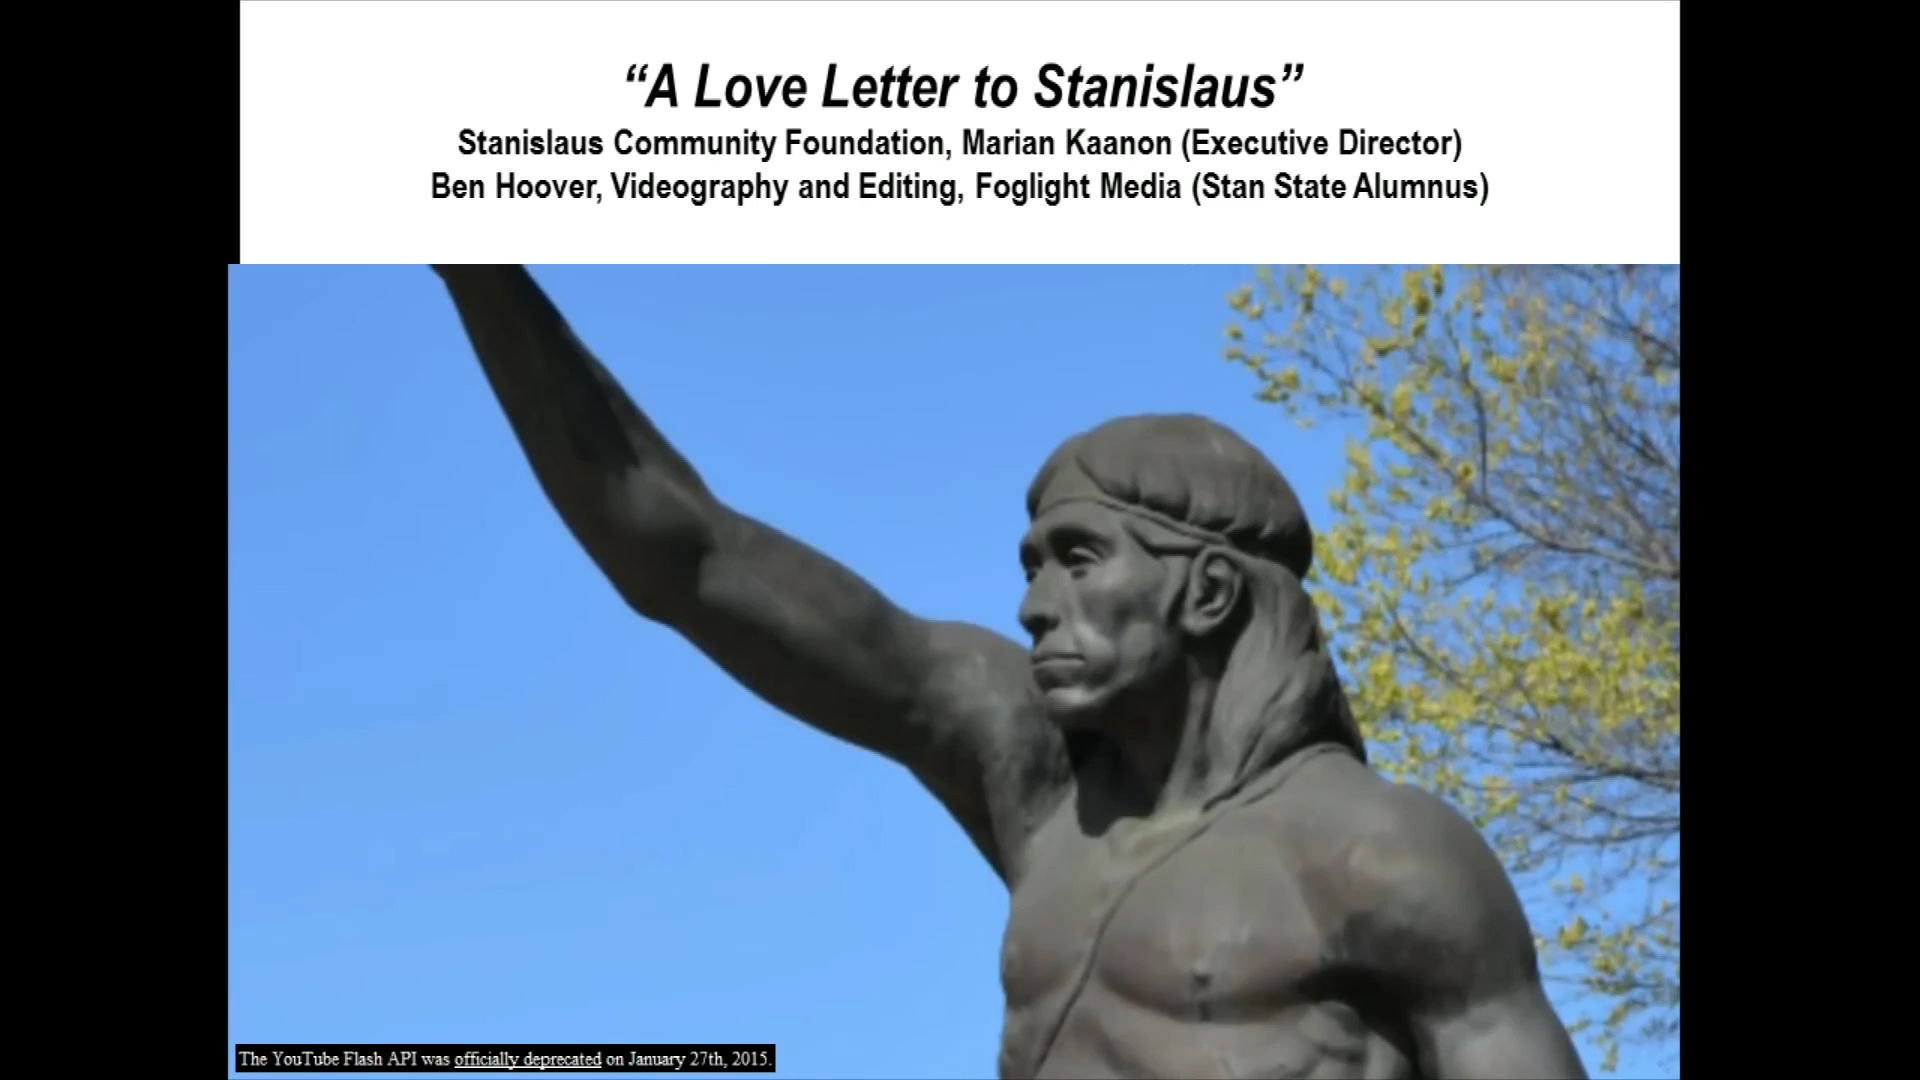 “A Love Letter to Stanislaus”
Stanislaus Community Foundation, Marian Kaanon (Executive Director)
Ben Hoover, Videography and Editing, Foglight Media (Stan State Alumnus)
The YouTube Flash API was officially deprecated on January 27th, 2015.